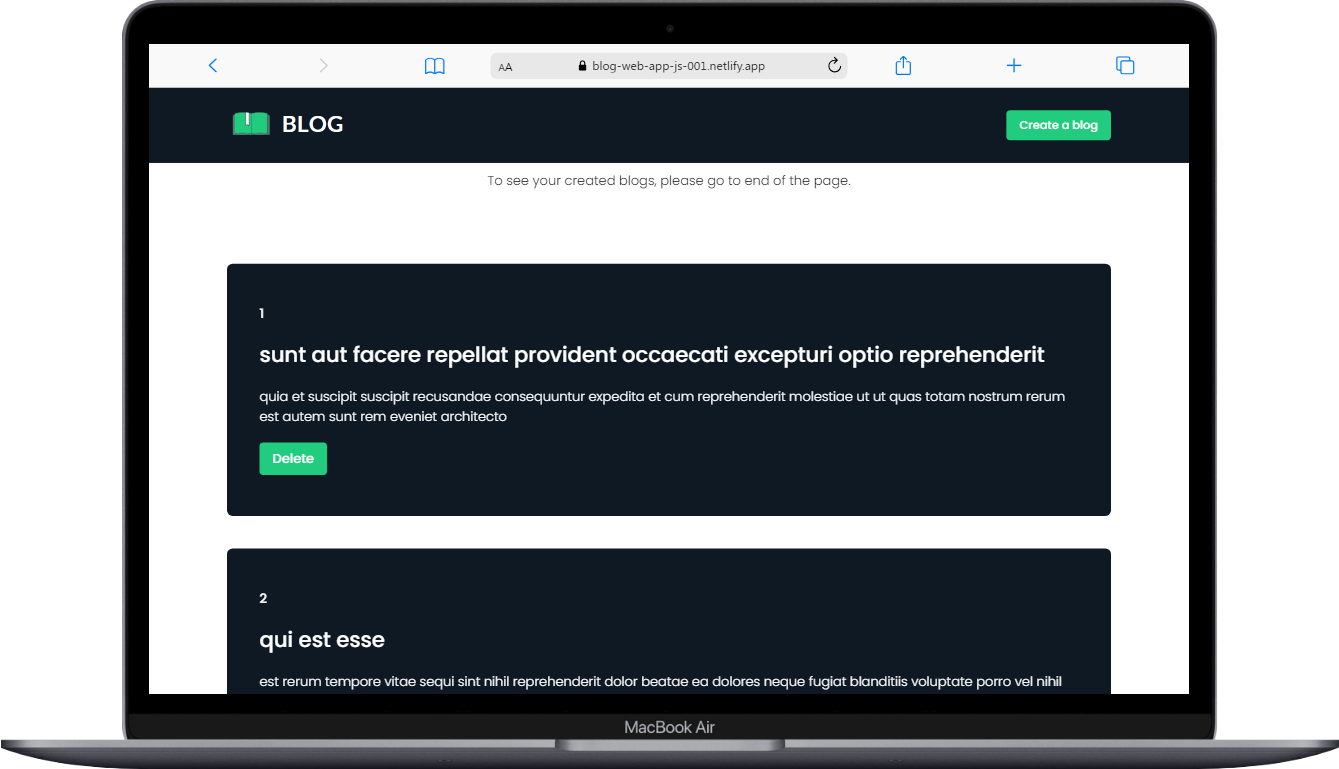 AA
blog-web-app-js-001.netlify.app
BLOG
Create a blog
To see your created blogs, please go to end of the page.
1
sunt aut facere repellat provident occaecati excepturi optio reprehenderit
quia et suscipit suscipit recusandae consequuntur expedita et cum reprehenderit molestiae ut ut quas totam nostrum rerum
est autem sunt rem eveniet architecto
Delete
2
qui est esse
est rerum tempore vitae sequi sint nihil reprehenderit dolor beatae ea dolores neque fugiat blanditiis voluptate porro vel nihil
MacBook Air